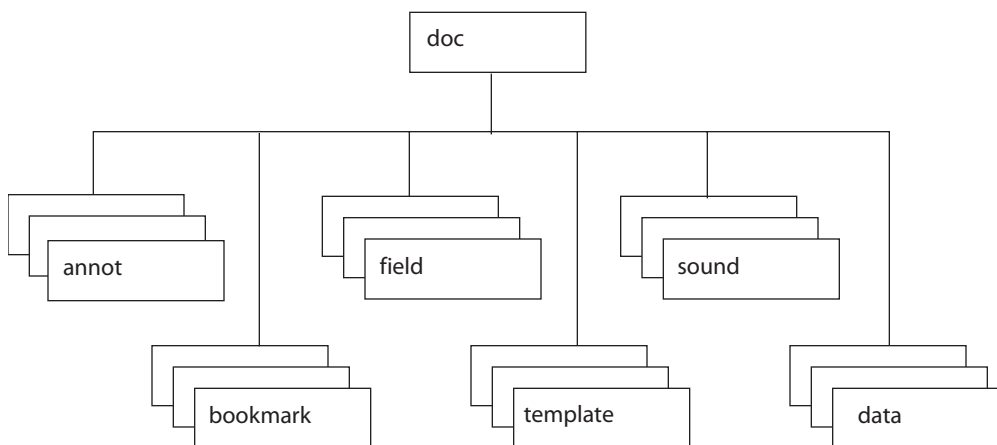 doc
annot
field
sound
bookmark
template
data